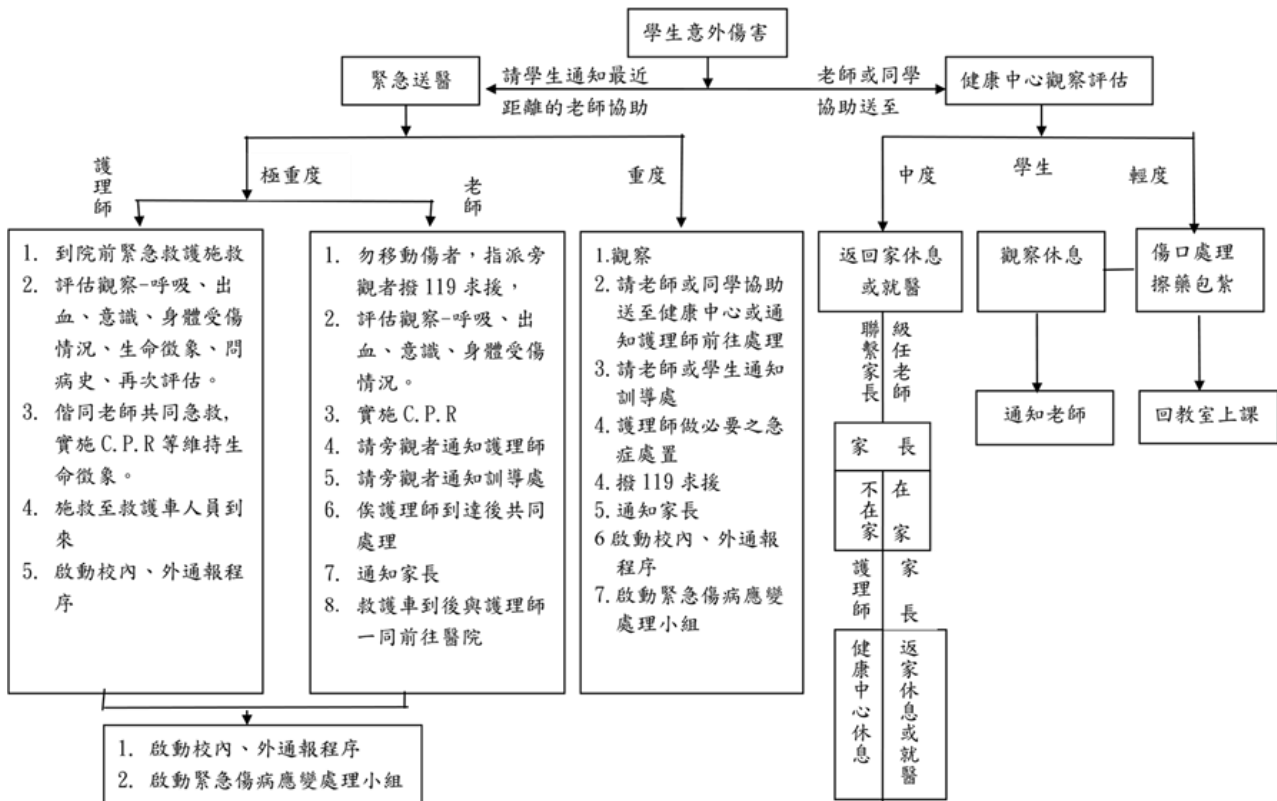 學生意外傷害
緊急送醫
請學生通知最近
距離的老師協助
老師或同學
協助送至
健康中心觀察評估
護理師
極重度
老師
重度
中度
學生
輕度
1. 到院前緊急救護施救
2. 評估觀察-呼吸、出
血、意識、身體受傷
情況、生命徵象、問
病史、再次評估。
3. 偕同老師共同急救,
實施C.P.R等維持生
命徵象。
4. 施救至救護車人員到
來
5. 啟動校內、外通報程
序
1. 勿移動傷者，指派旁
觀者撥119求援，
2. 評估觀察-呼吸、出
血、意識、身體受傷
情況。
3. 實施C.P.R
4. 請旁觀者通知護理師
5. 請旁觀者通知訓導處
6. 俟護理師到達後共同
處理
7. 通知家長
8. 救護車到後與護理師
一同前往醫院
1.觀察
2.請老師或同學協助
送至健康中心或通
知護理師前往處理
3.請老師或學生通知
訓導處
4.護理師做必要之急
症處置
4.撥119求援
5.通知家長
6啟動校內、外通報
程序
7.啟動緊急傷病應變
處理小組
1. 啟動校內、外通報程序
2. 啟動緊急傷病應變處理小組
返回家休息
或就醫
聯繫家長
級任老師
家長
不在家
在家
護理師
家長
健康中心休息
返家休息或就醫
觀察休息
通知老師
傷口處理
擦藥包紮
回教室上課